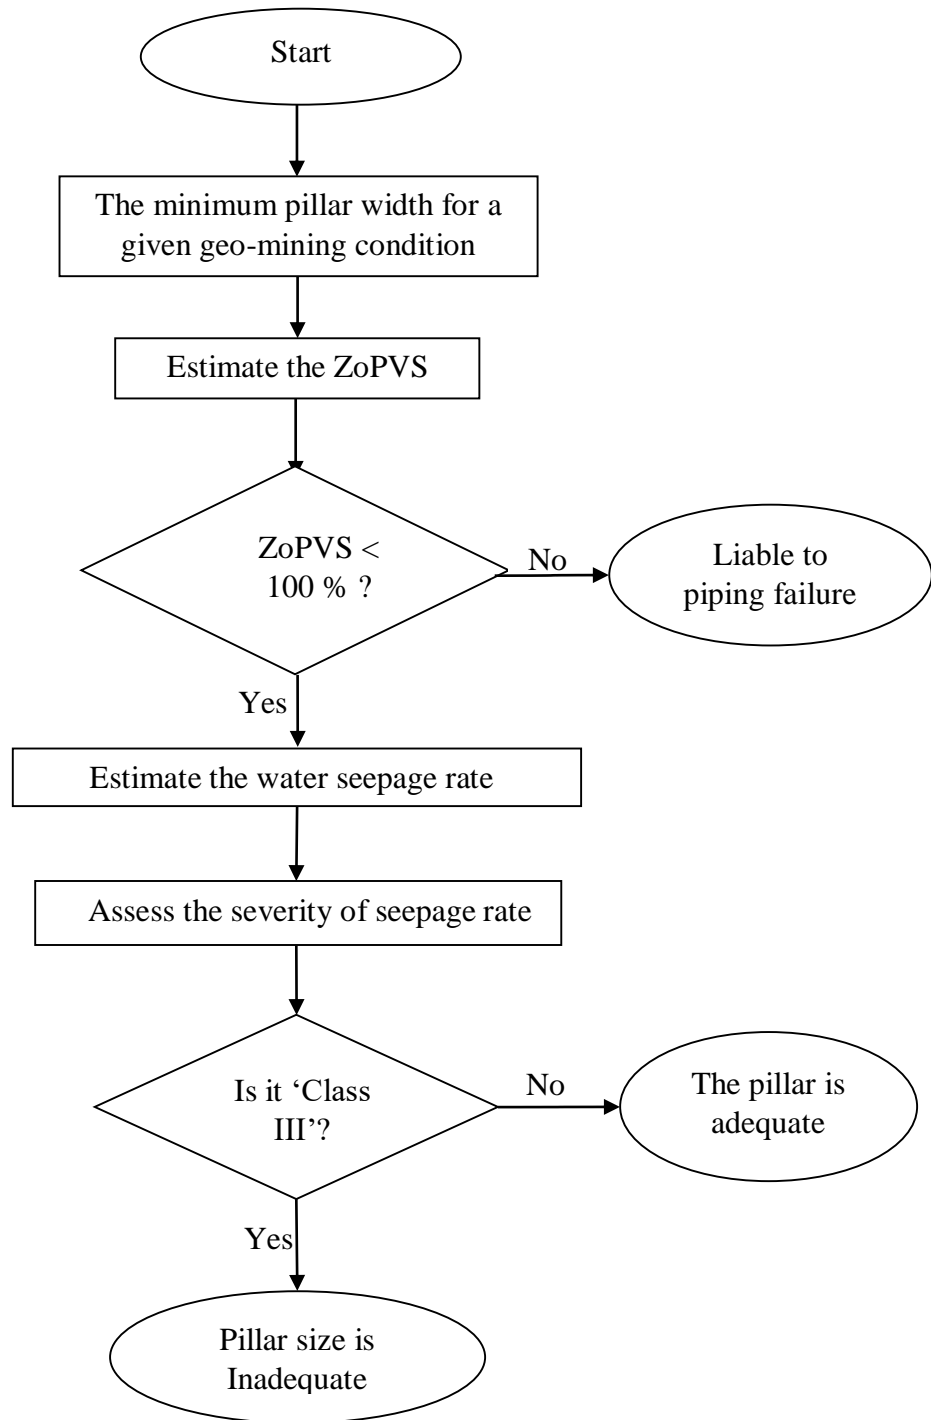 Start
The minimum pillar width for a
given geo-mining condition
Estimate the ZoPVS
ZoPVS <
100 % ?
No
Liable to
piping failure
Yes
Estimate the water seepage rate
Assess the severity of seepage rate
Is it ‘Class
III’?
No
The pillar is
adequate
Yes
Pillar size is
Inadequate